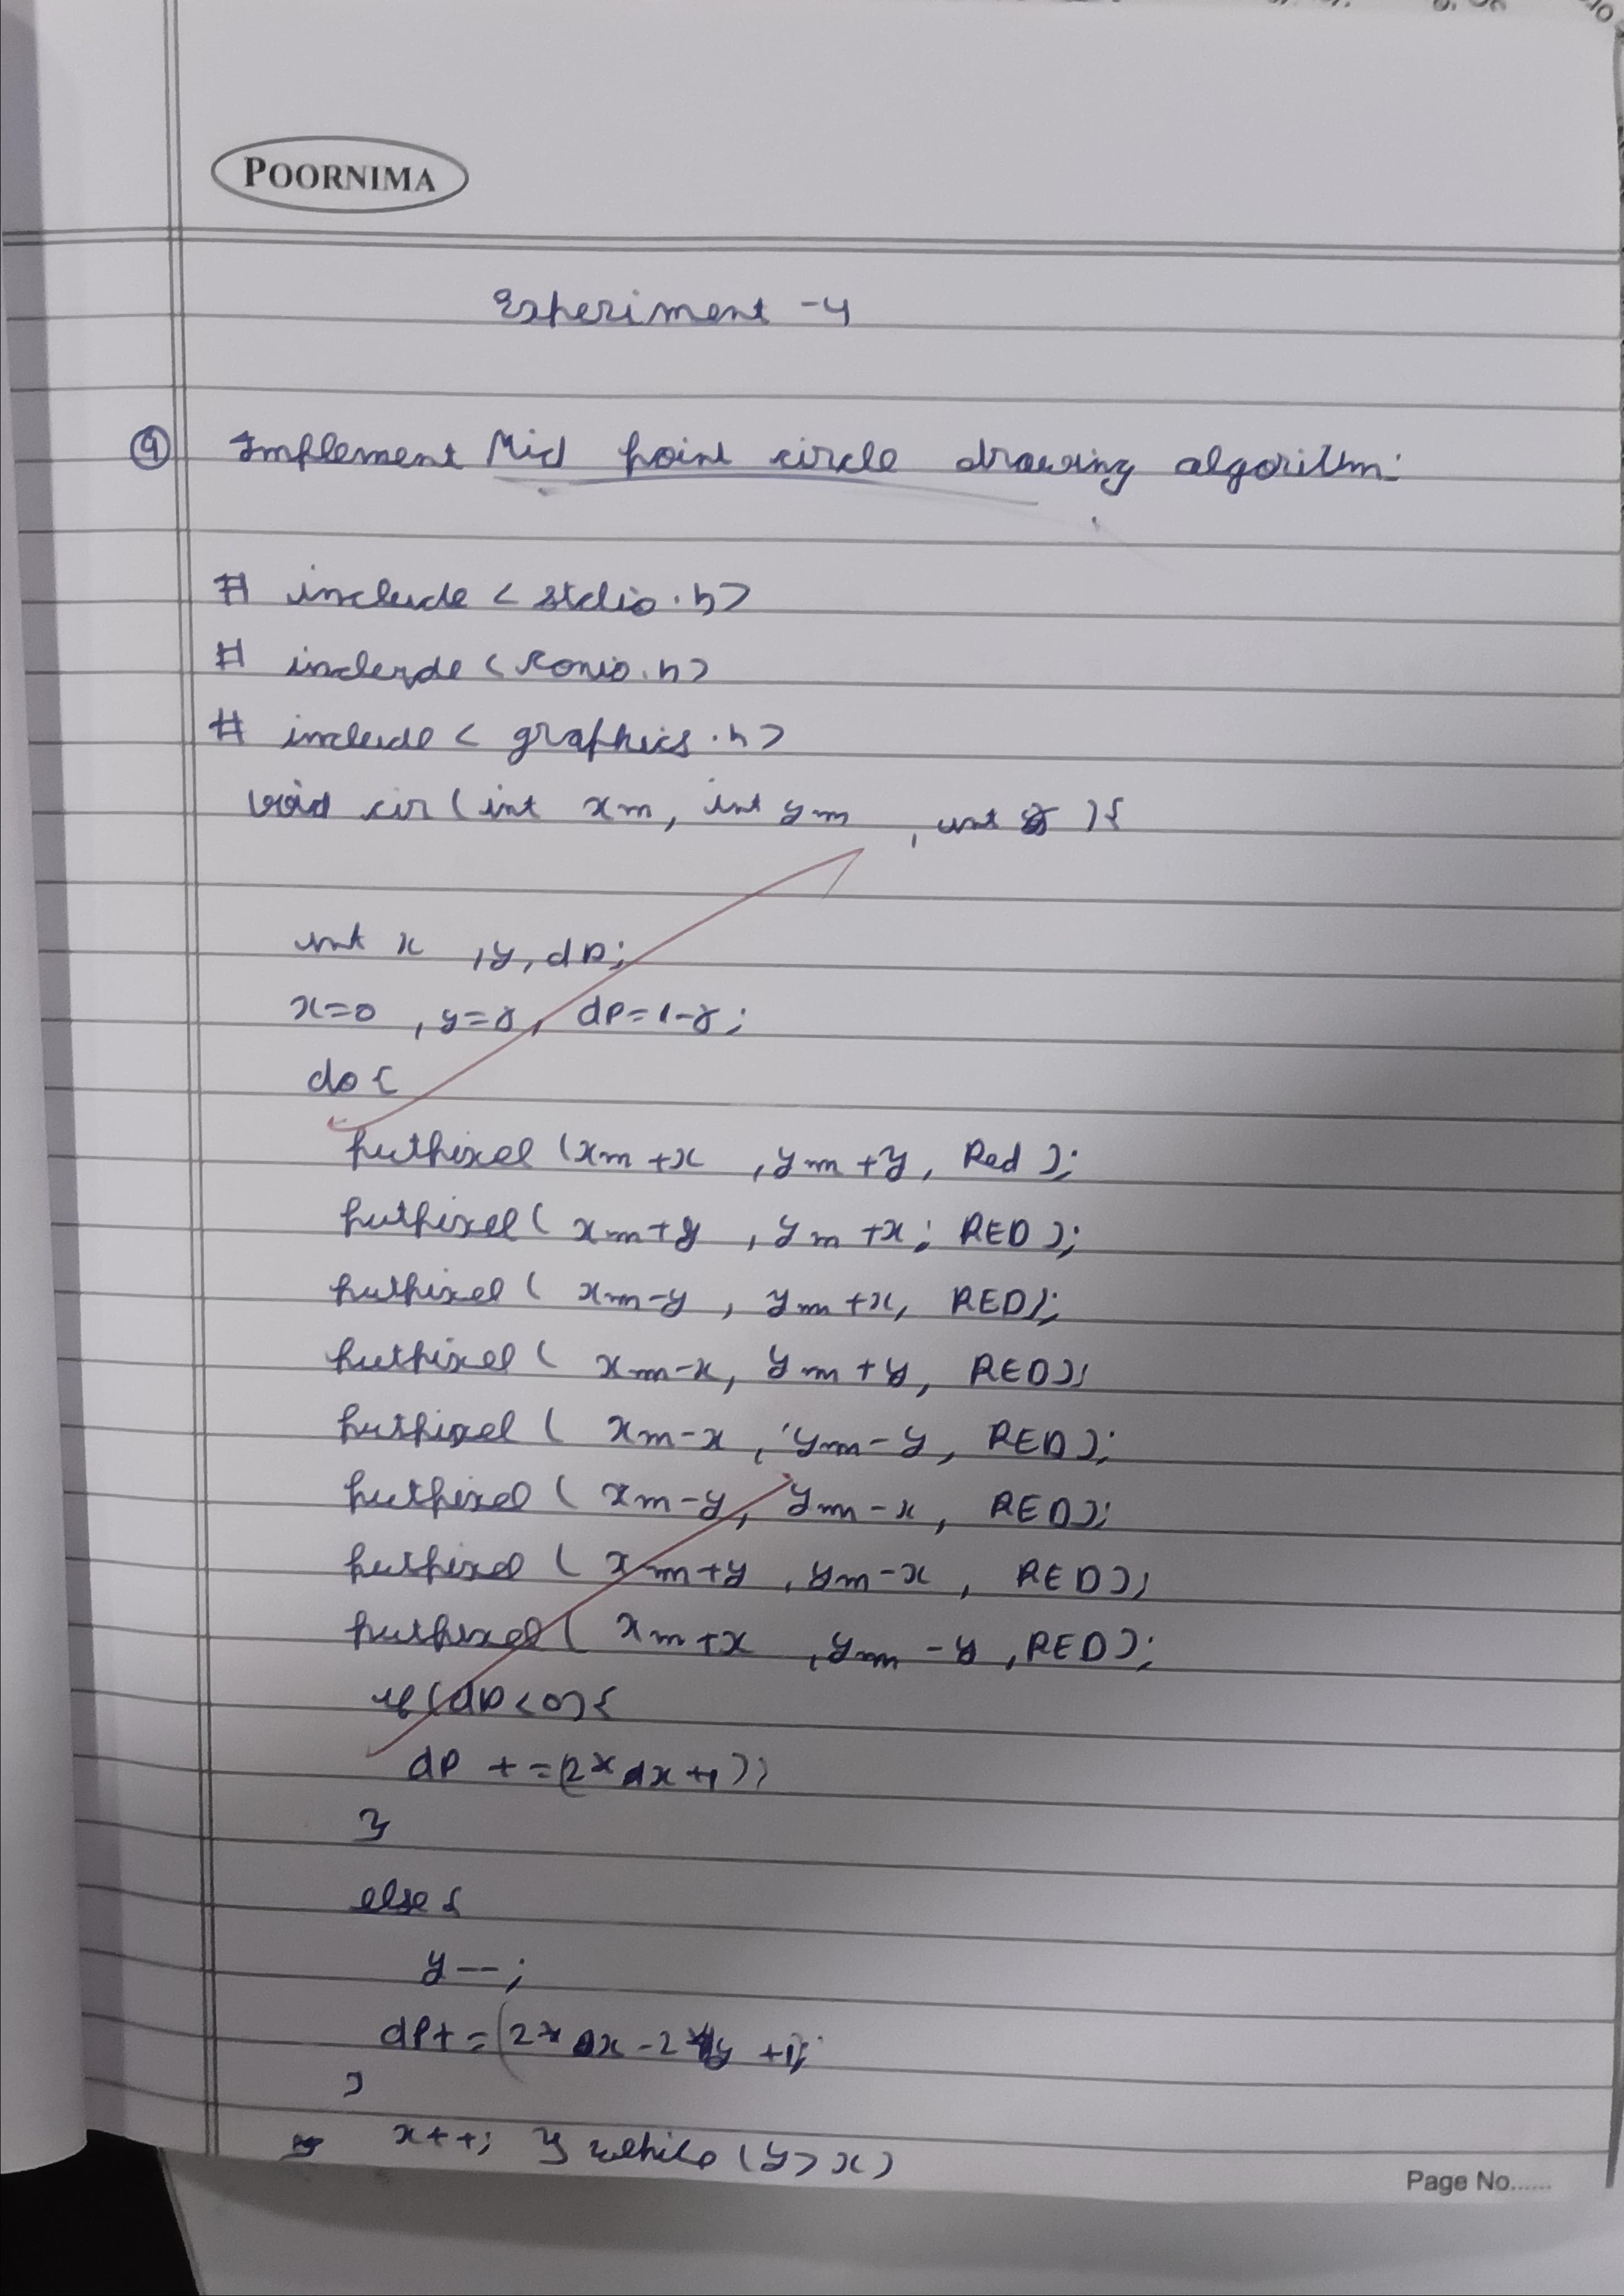 POORNIMA
Experiment -4
④ Implement Mid point circle drawing algorithm:
# include < stdio.h>
# include <conio.h>
# include < graphics.h>
void cir ( int xm, int ym , int r ){
int x , y, dp;
x=0 , y=r, dp=1-r;
do {
putpixel (xm+x , ym+y, Red );
putpixel ( xm+y , ym+x; RED );
putpixel ( xm-y , ym+x, RED);
putpixel ( xm-x, ym+y, RED);
putpixel ( xm-x , ym-y, RED);
putpixel ( xm-y, ym-x, RED);
putpixel ( xm+y , ym-x , RED);
putpixel ( xm+x , ym-y , RED);
if (dp<0) {
dp += (2*x+1);
}
else {
y--;
dp+ = (2*x-2*y+1);
}
x++; } while (y>x)
Page No......